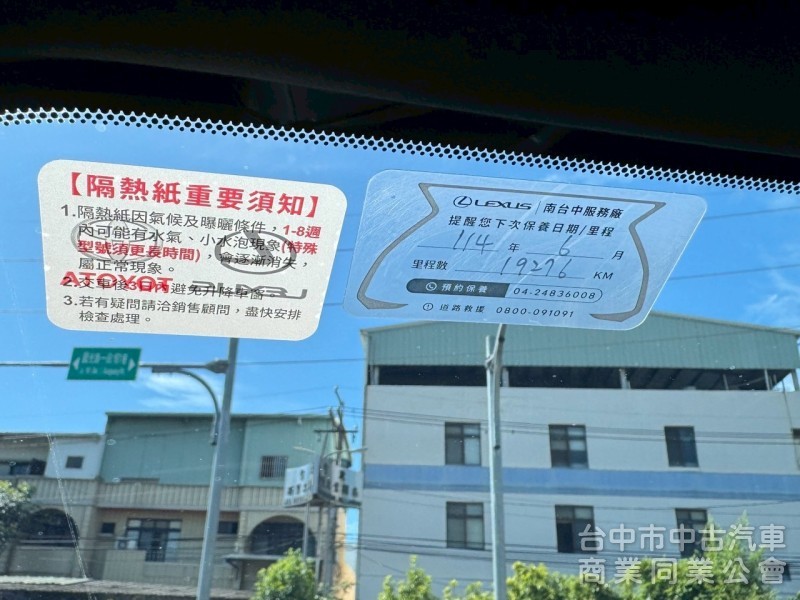 【隔熱紙重要須知】
1.隔熱紙因氣候及曝曬條件，1-8週
內可能有水氣、小水泡現象(特殊
型號須更長時間)，會逐漸消失，
屬正常現象。
TOYOTA
2.交車後3日內避免升降車窗。
3.若有疑問請洽銷售顧問，盡快安排
檢查處理。
LEXUS 南台中服務廠
提醒您下次保養日期/里程
114 年 6 月
里程數 19276 KM
預約保養 04-24836008
道路救援 0800-091091
台中市中古汽車
商業同業公會